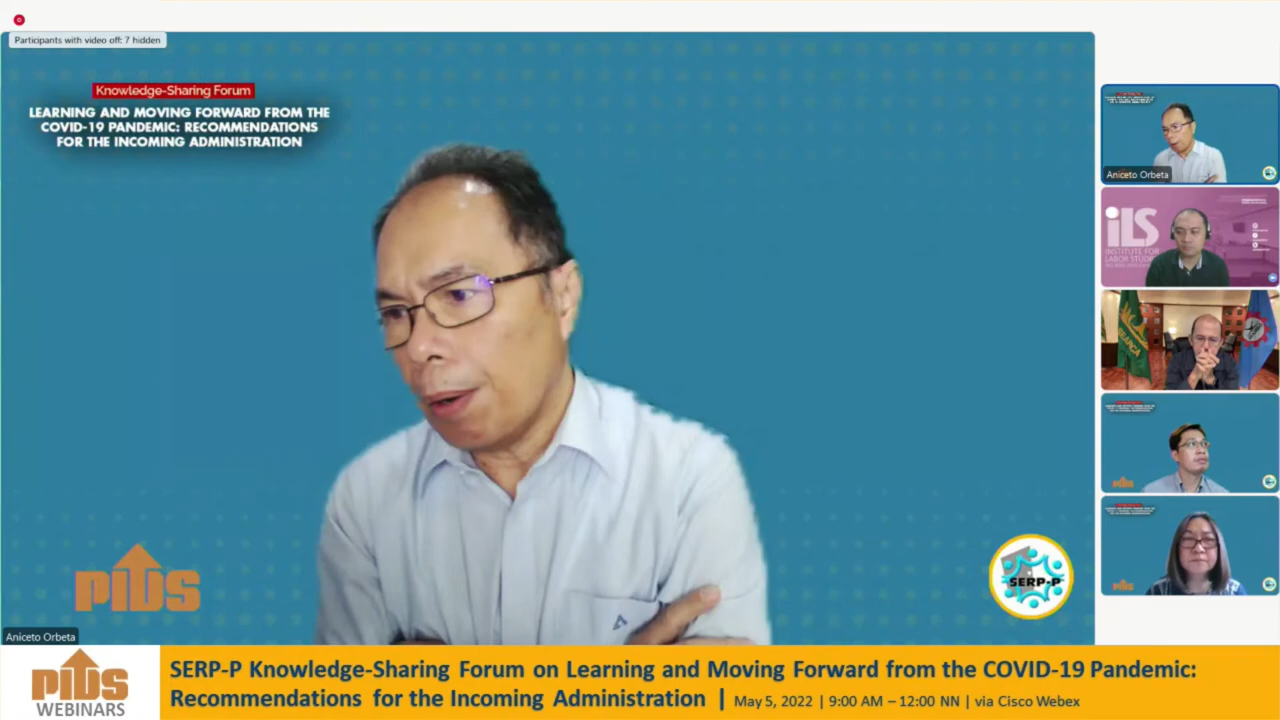 Participants with video off: 7 hidden
Knowledge-Sharing Forum
LEARNING AND MOVING FORWARD FROM THE
COVID-19 PANDEMIC: RECOMMENDATIONS
FOR THE INCOMING ADMINISTRATION
PIDS
SERP-P
Aniceto Orbeta
Aniceto Orbeta
iLS
INSTITUTE FOR
LABOR STUDIES
PIDS
PIDS
PIDS
WEBINARS
SERP-P Knowledge-Sharing Forum on Learning and Moving Forward from the COVID-19 Pandemic:
Recommendations for the Incoming Administration | May 5, 2022 | 9:00 AM – 12:00 NN | via Cisco Webex